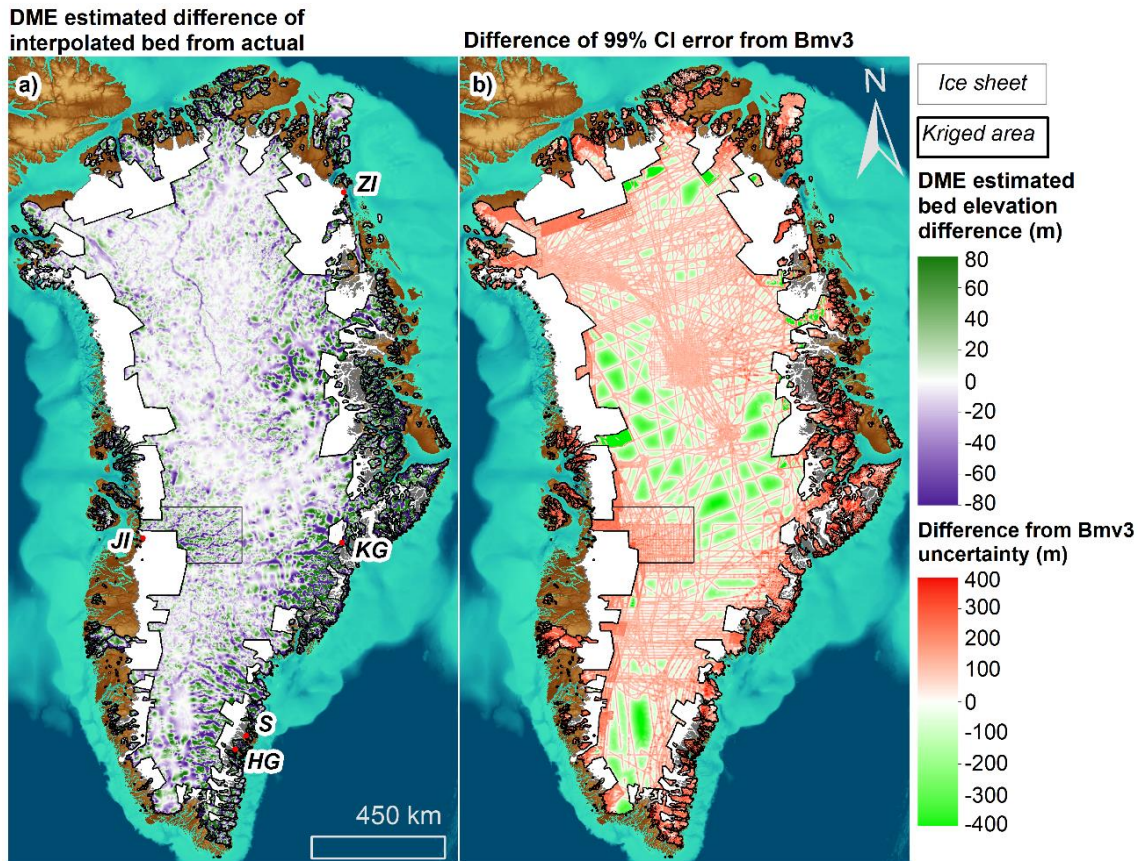 DME estimated difference of
interpolated bed from actual
Difference of 99% CI error from Bmv3
a)
b)
N
ZI
JI
KG
S
HG
450 km
Ice sheet
Kriged area
DME estimated
bed elevation
difference (m)
80
60
40
20
0
-20
-40
-60
-80
Difference from Bmv3
uncertainty (m)
400
300
200
100
0
-100
-200
-300
-400